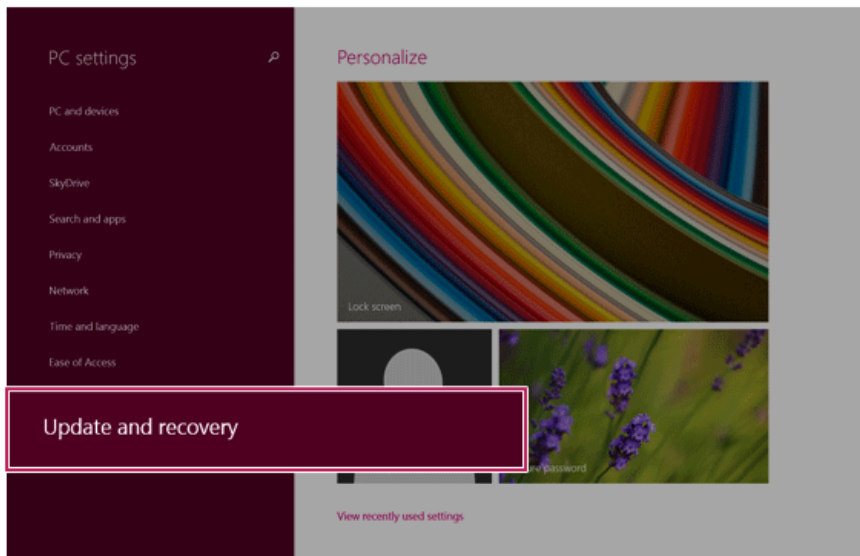 PC settings
PC and devices
Accounts
SkyDrive
Search and apps
Privacy
Network
Time and language
Ease of Access
Update and recovery
Personalize
Lock screen
password
View recently used settings